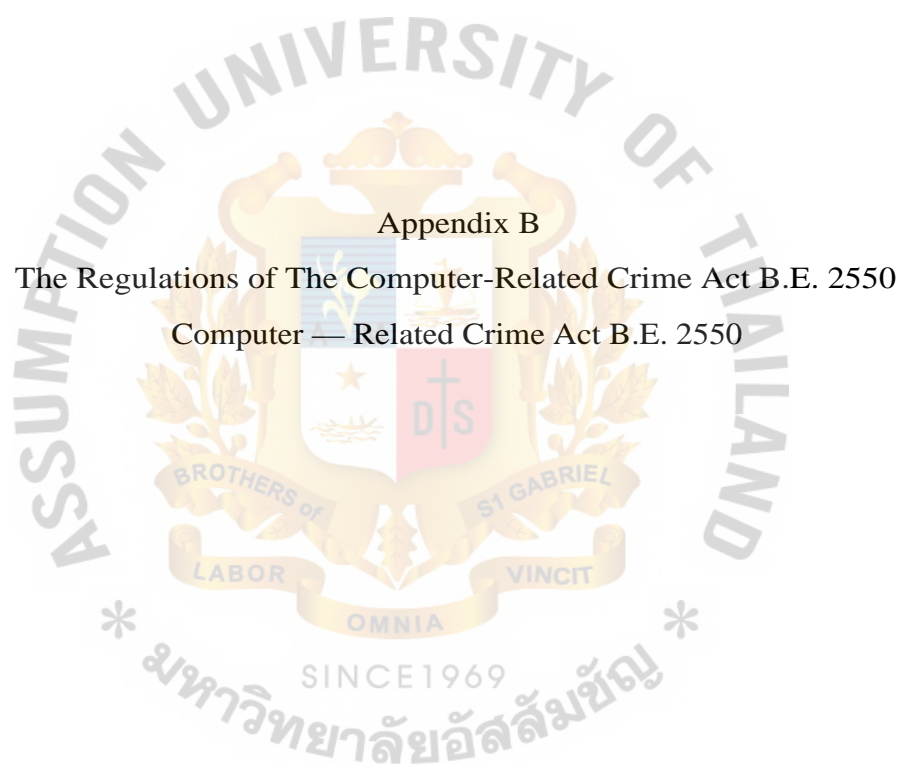 ASSUMPTION UNIVERSITY OF THAILAND
Appendix B
The Regulations of The Computer-Related Crime Act B.E. 2550
Computer — Related Crime Act B.E. 2550
A
D S
BROTHERS of
S1 GABRIEL
LABOR
VINCIT
OMNIA
SINCE1969
* มหาวิทยาลัยอัสสัมชัญ *